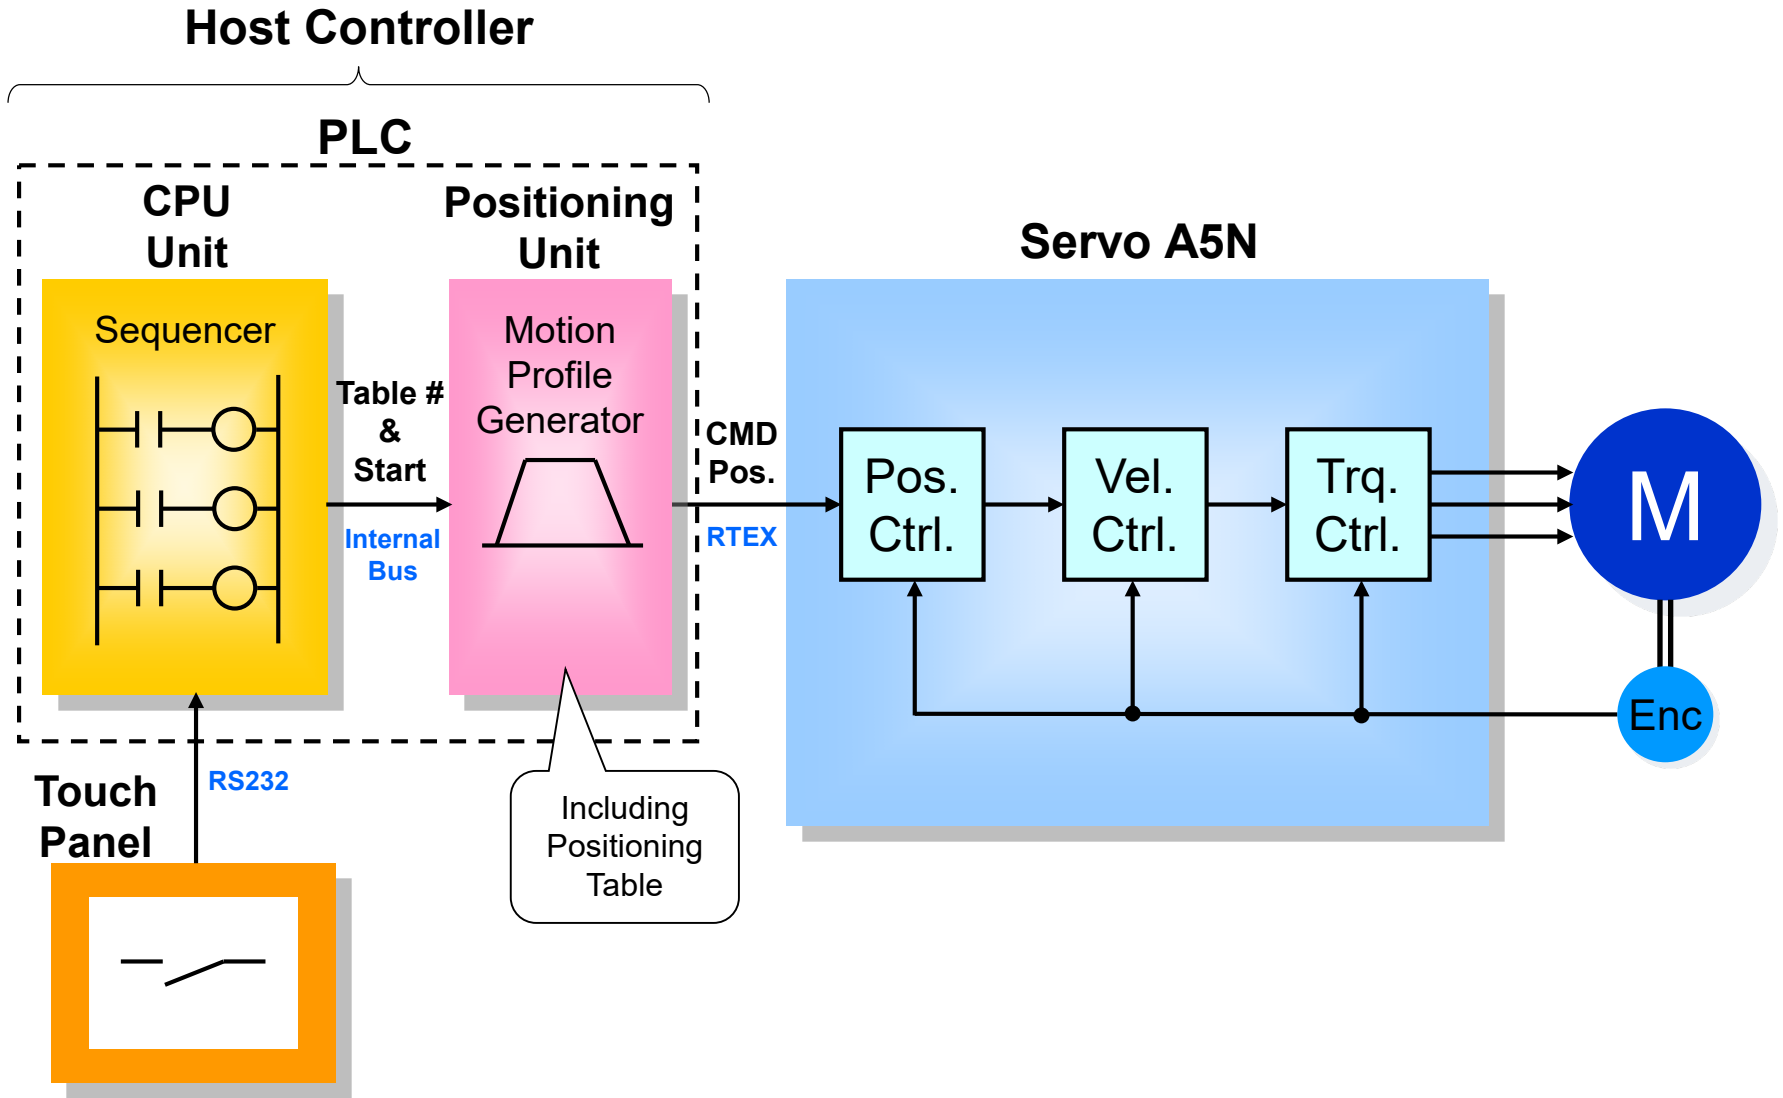 Host Controller
PLC
CPU
Unit
Positioning
Unit
Servo A5N
Sequencer
Motion
Profile
Generator
Table #
&
Start
Internal
Bus
CMD
Pos.
RTEX
Pos.
Ctrl.
Vel.
Ctrl.
Trq.
Ctrl.
M
Enc
RS232
Touch
Panel
Including
Positioning
Table